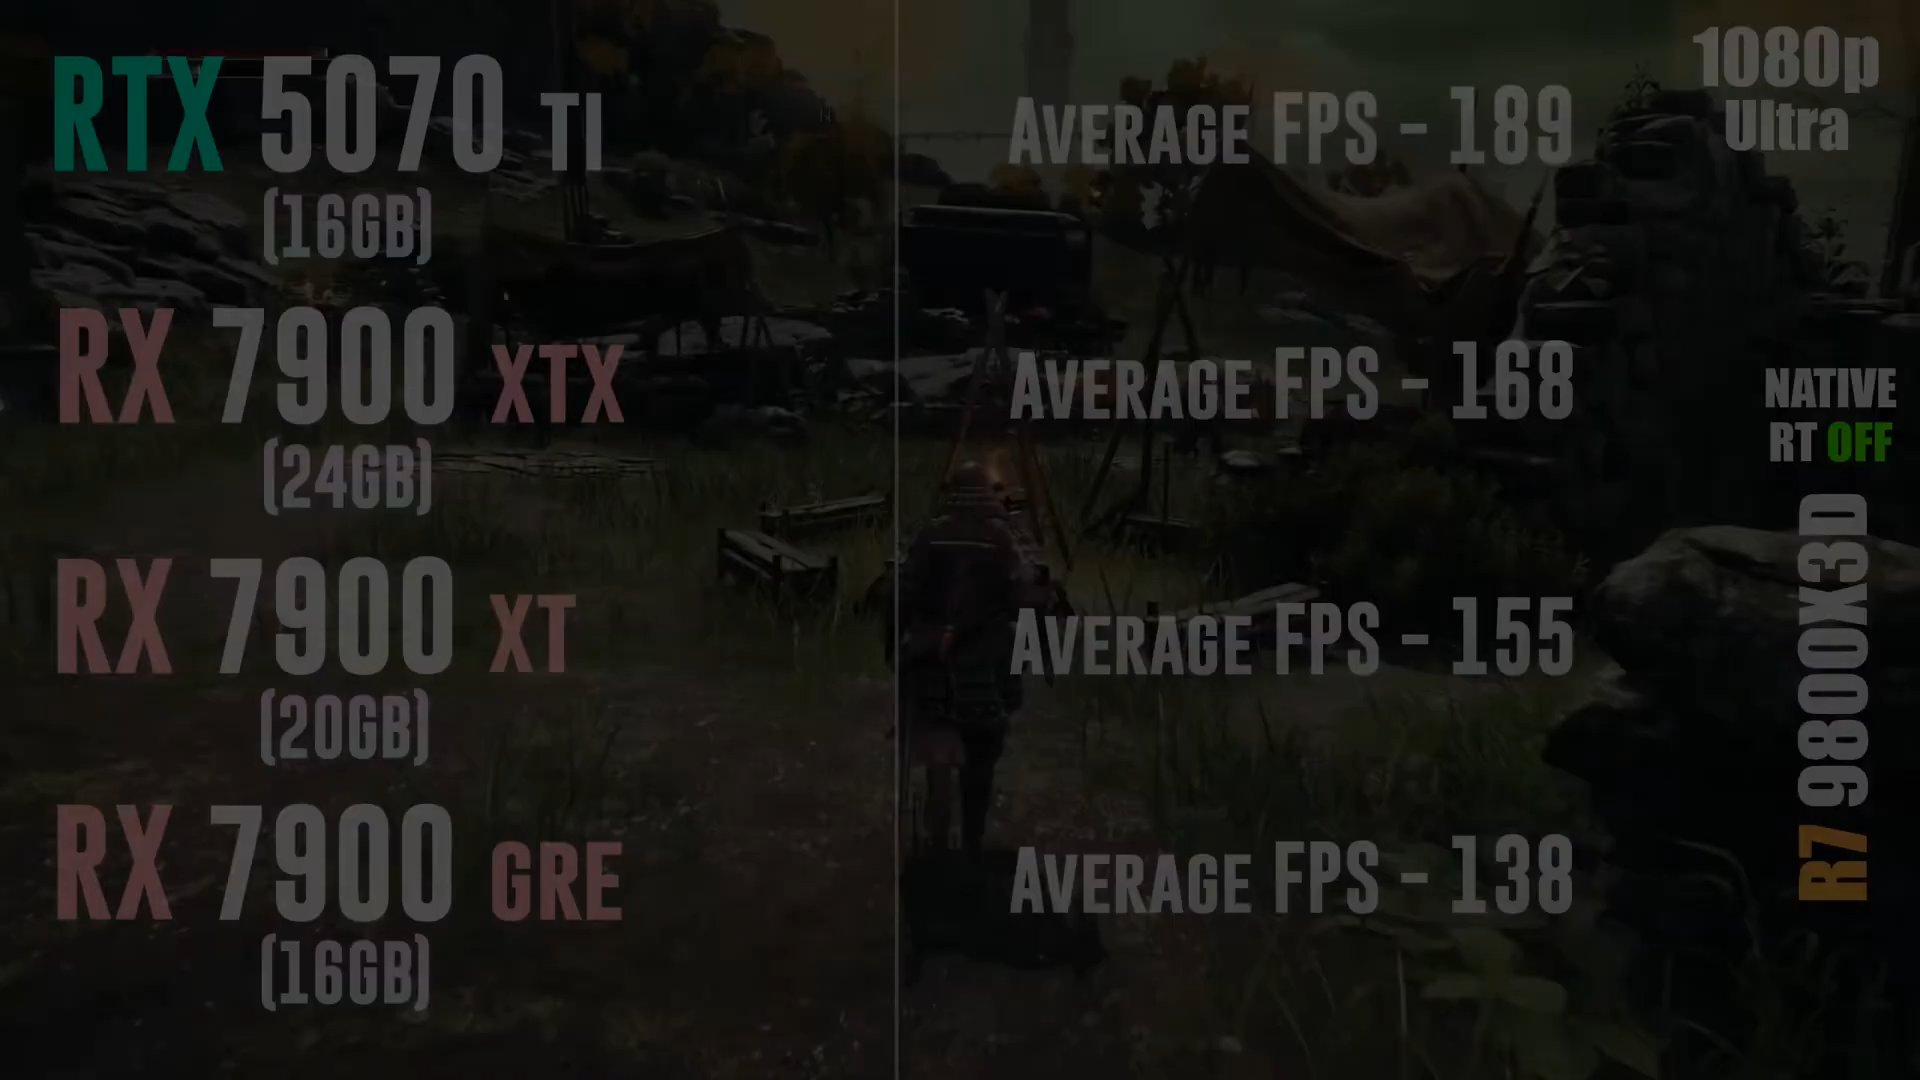 RTX 5070 TI
(16GB)
AVERAGE FPS - 189
1080p
Ultra
RX 7900 XTX
(24GB)
AVERAGE FPS - 168
NATIVE
RT OFF
RX 7900 XT
(20GB)
AVERAGE FPS - 155
R7 9800X3D
RX 7900 GRE
(16GB)
AVERAGE FPS - 138